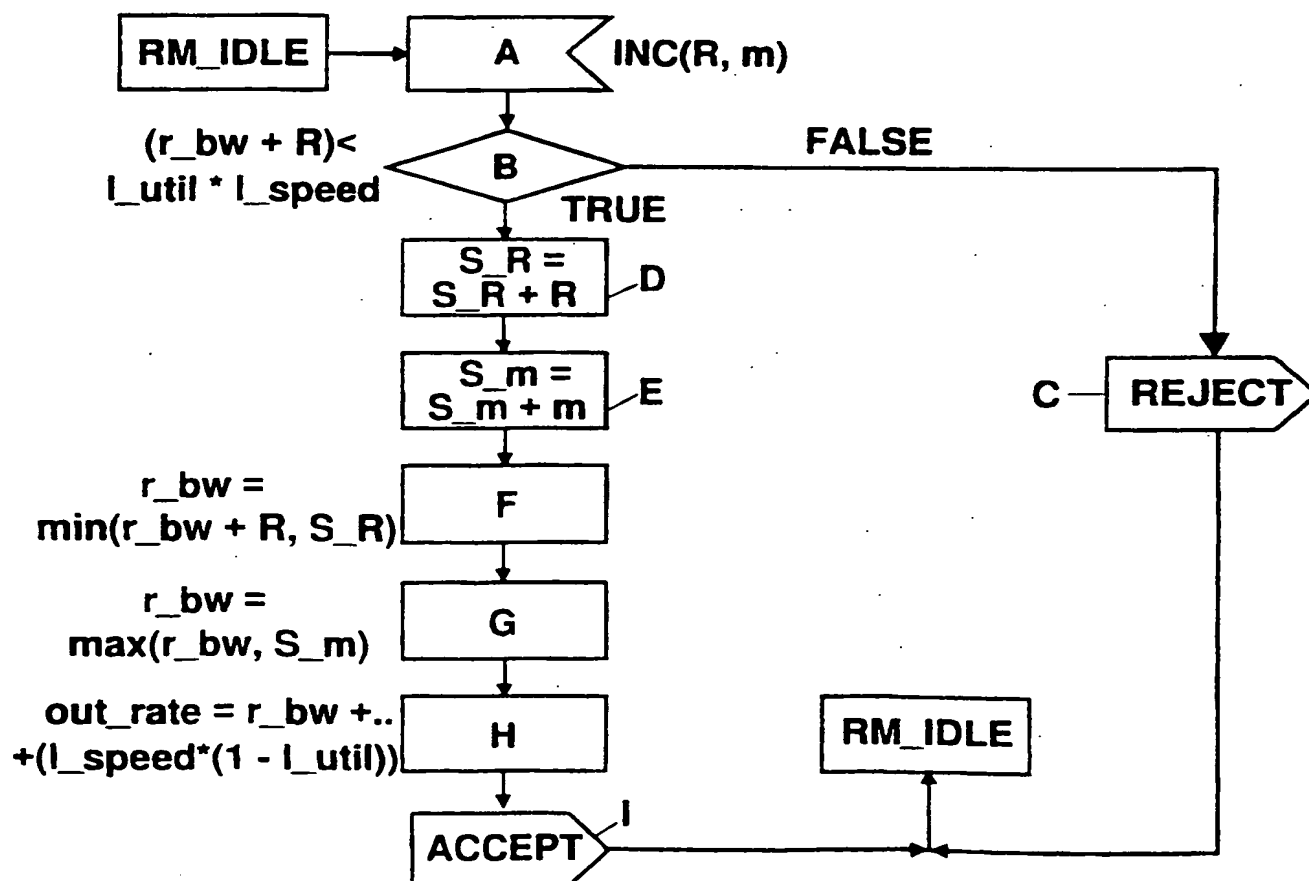 RM_IDLE
A
INC(R, m)
(r_bw + R)<
l_util * l_speed
B
FALSE
TRUE
S_R =
S_R + R
D
S_m =
S_m + m
E
C
REJECT
r_bw =
min(r_bw + R, S_R)
F
r_bw =
max(r_bw, S_m)
G
out_rate = r_bw +..
+(l_speed*(1 - l_util))
H
RM_IDLE
ACCEPT
I